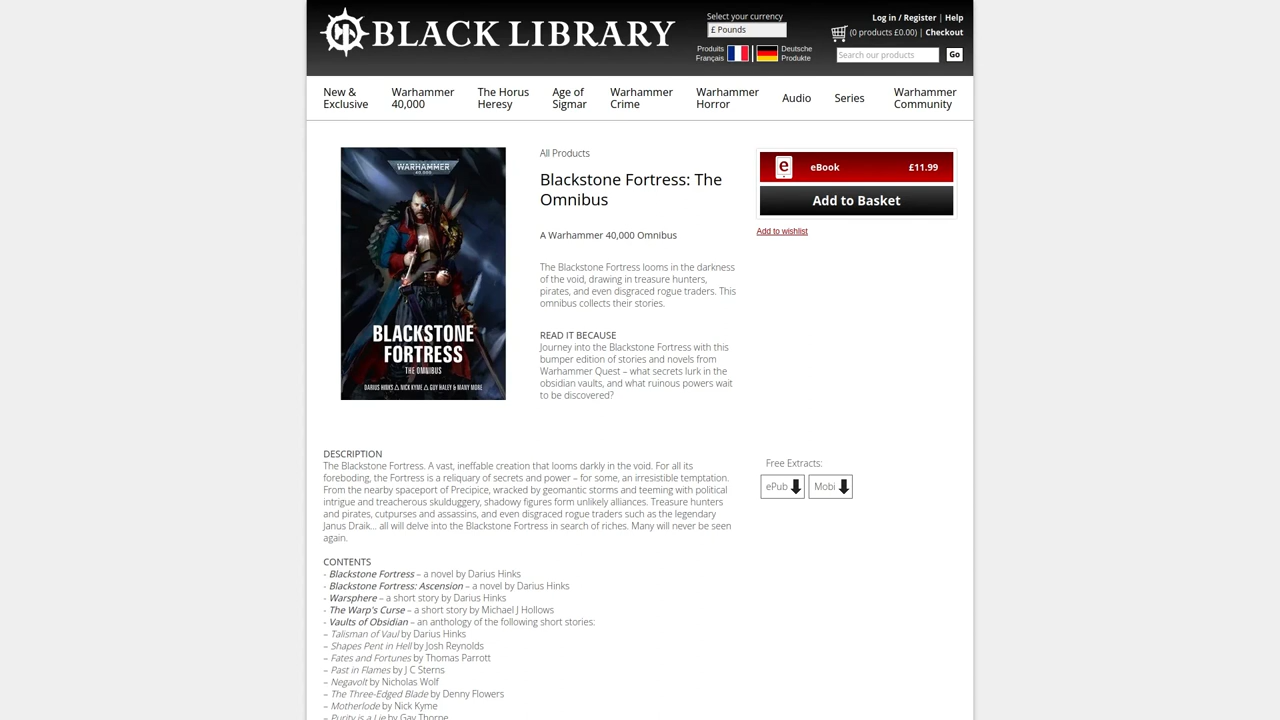 BLACK LIBRARY
Select your currency
£ Pounds
Produits
Français
Deutsche
Produkte
Log in / Register | Help
(0 products £0.00) | Checkout
Search our products
Go
New &
Exclusive
Warhammer
40,000
The Horus
Heresy
Age of
Sigmar
Warhammer
Crime
Warhammer
Horror
Audio
Series
Warhammer
Community
WARHAMMER
40,000
BLACKSTONE
FORTRESS
THE OMNIBUS
DARIUS HINKS △ NICK KYME △ GUY HALEY & MANY MORE
All Products
Blackstone Fortress: The
Omnibus
A Warhammer 40,000 Omnibus
The Blackstone Fortress looms in the darkness
of the void, drawing in treasure hunters,
pirates, and even disgraced rogue traders. This
omnibus collects their stories.
READ IT BECAUSE
Journey into the Blackstone Fortress with this
bumper edition of stories and novels from
Warhammer Quest – what secrets lurk in the
obsidian vaults, and what ruinous powers wait
to be discovered?
e
eBook
£11.99
Add to Basket
Add to wishlist
DESCRIPTION
The Blackstone Fortress. A vast, ineffable creation that looms darkly in the void. For all its
foreboding, the Fortress is a reliquary of secrets and power – for some, an irresistible temptation.
From the nearby spaceport of Precipice, wracked by geomantic storms and teeming with political
intrigue and treacherous skulduggery, shadowy figures form unlikely alliances. Treasure hunters
and pirates, cutpurses and assassins, and even disgraced rogue traders such as the legendary
Janus Draik... all will delve into the Blackstone Fortress in search of riches. Many will never be seen
again.
CONTENTS
- Blackstone Fortress – a novel by Darius Hinks
- Blackstone Fortress: Ascension – a novel by Darius Hinks
- Warsphere – a short story by Darius Hinks
- The Warp's Curse – a short story by Michael J Hollows
- Vaults of Obsidian – an anthology of the following short stories:
– Talisman of Vaul by Darius Hinks
– Shapes Pent in Hell by Josh Reynolds
– Fates and Fortunes by Thomas Parrott
– Past in Flames by J C Sterns
– Negavolt by Nicholas Wolf
– The Three-Edged Blade by Denny Flowers
– Motherlode by Nick Kyme
– Purity is a Lie by Gav Thorpe
Free Extracts:
ePub
Mobi